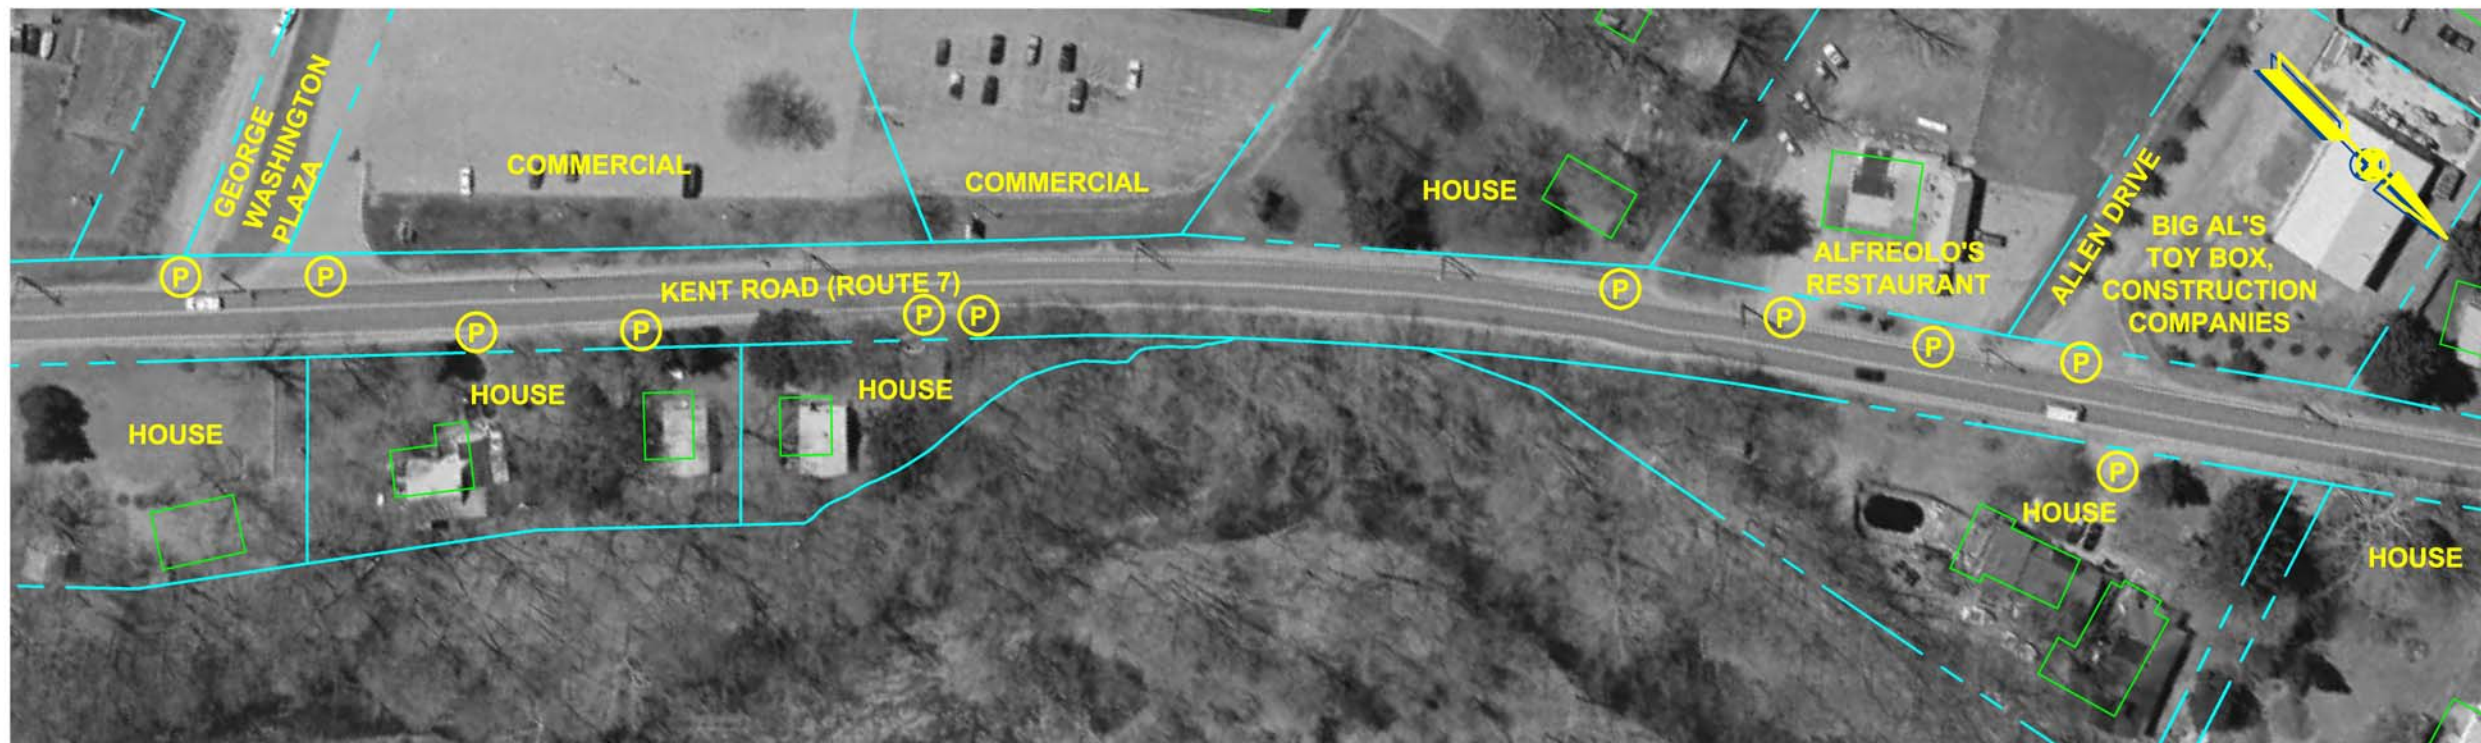 GEORGE
WASHINGTON
PLAZA
COMMERCIAL
COMMERCIAL
HOUSE
ALFREOLO'S
RESTAURANT
ALLEN DRIVE
BIG AL'S
TOY BOX,
CONSTRUCTION
COMPANIES
P
P
KENT ROAD (ROUTE 7)
P
P
P
P
P
P
P
P
P
HOUSE
HOUSE
HOUSE
HOUSE
HOUSE